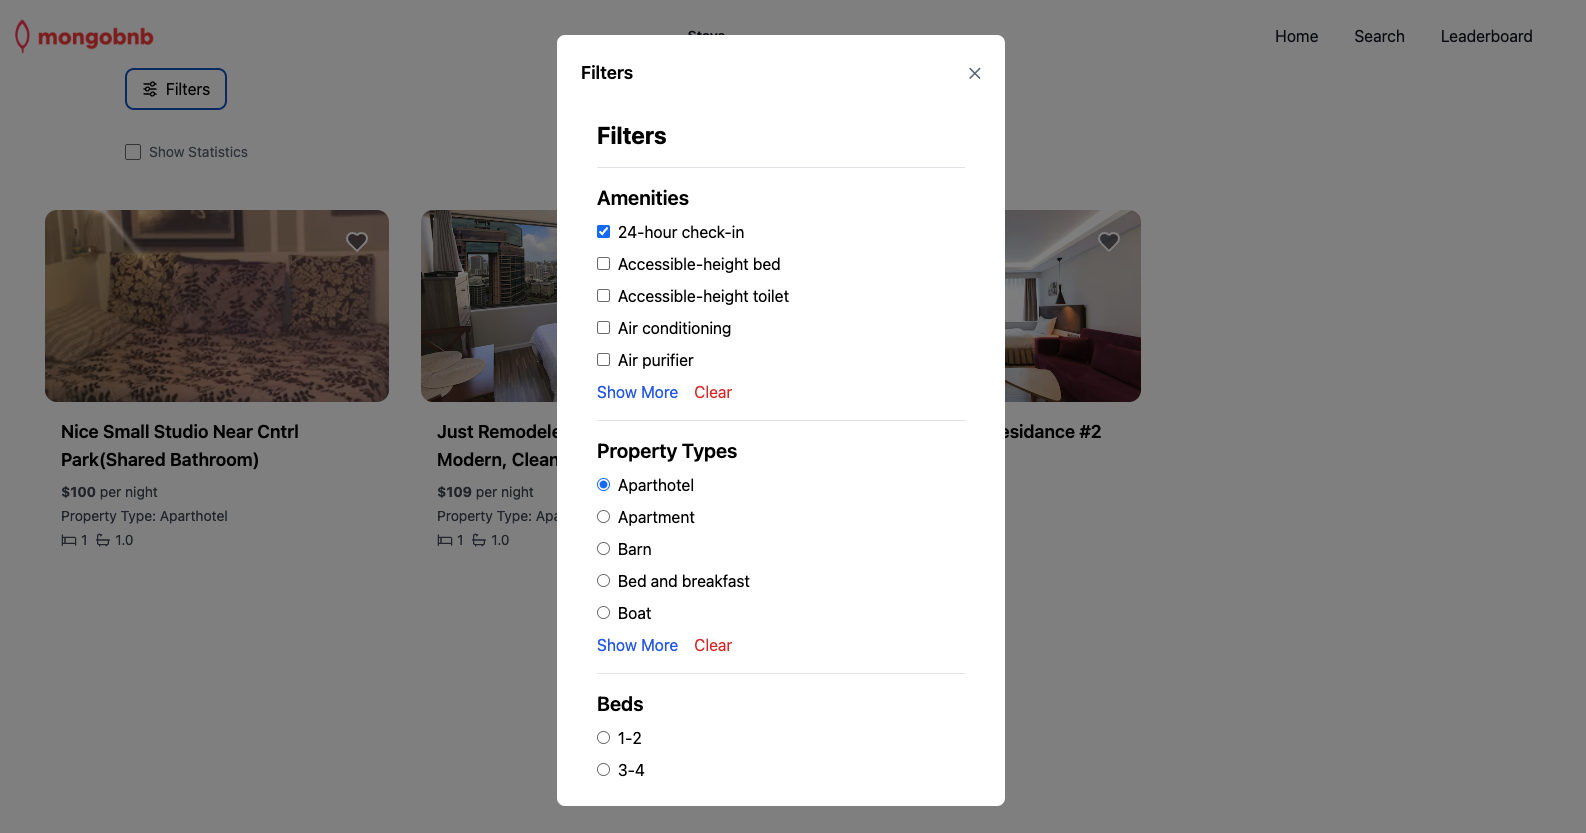 mongobnb
Home
Search
Leaderboard
Filters
Show Statistics
Nice Small Studio Near Cntrl
Park(Shared Bathroom)
$100 per night
Property Type: Aparthotel
1 1.0
Just Remodele
Modern, Clean
$109 per night
Property Type: Apa
1 1.0
esidance #2
Filters
Filters
Amenities
24-hour check-in
Accessible-height bed
Accessible-height toilet
Air conditioning
Air purifier
Show More Clear
Property Types
Aparthotel
Apartment
Barn
Bed and breakfast
Boat
Show More Clear
Beds
1-2
3-4